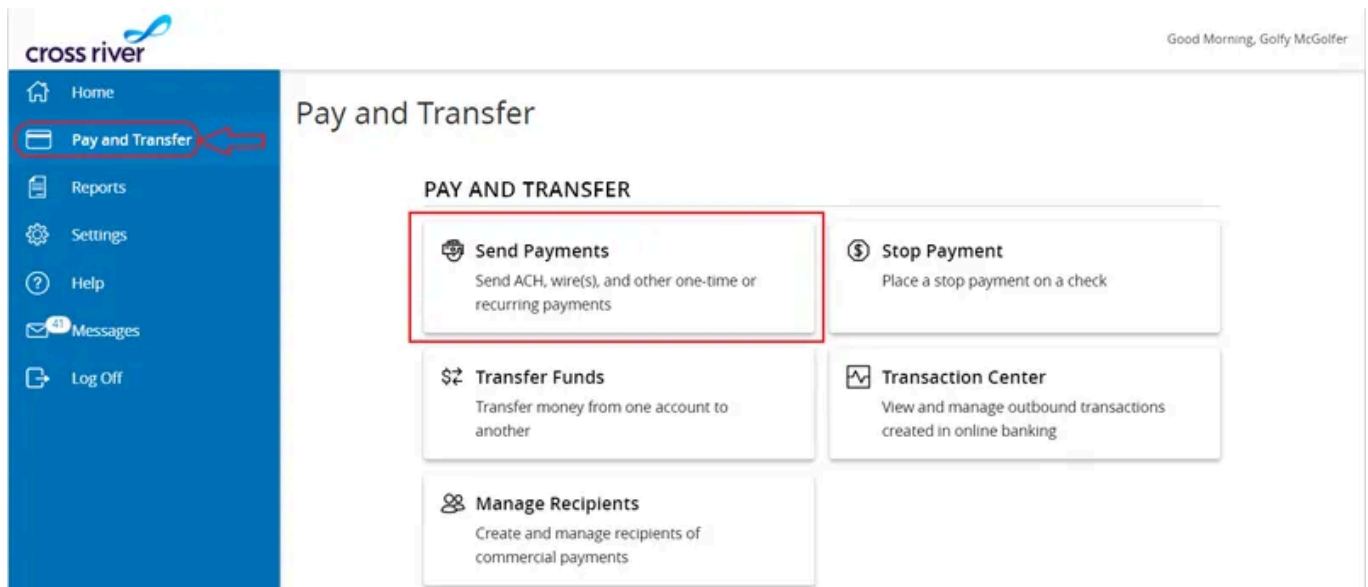 cross river
Good Morning, Golfy McGolfer
Home
Pay and Transfer
Reports
Settings
Help
41
Messages
Log Off
Pay and Transfer
PAY AND TRANSFER
Send Payments
Send ACH, wire(s), and other one-time or
recurring payments
Stop Payment
Place a stop payment on a check
Transfer Funds
Transfer money from one account to
another
Transaction Center
View and manage outbound transactions
created in online banking
Manage Recipients
Create and manage recipients of
commercial payments